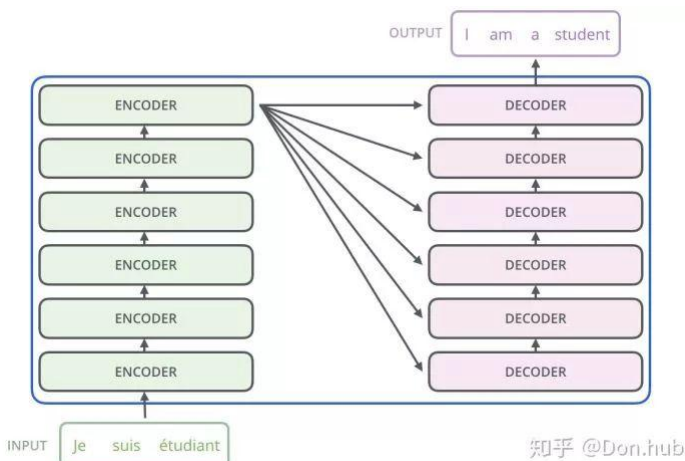 OUTPUT I am a student
ENCODER DECODER
ENCODER DECODER
ENCODER DECODER
ENCODER DECODER
ENCODER DECODER
ENCODER DECODER
INPUT Je suis étudiant
知乎 @Don.hub